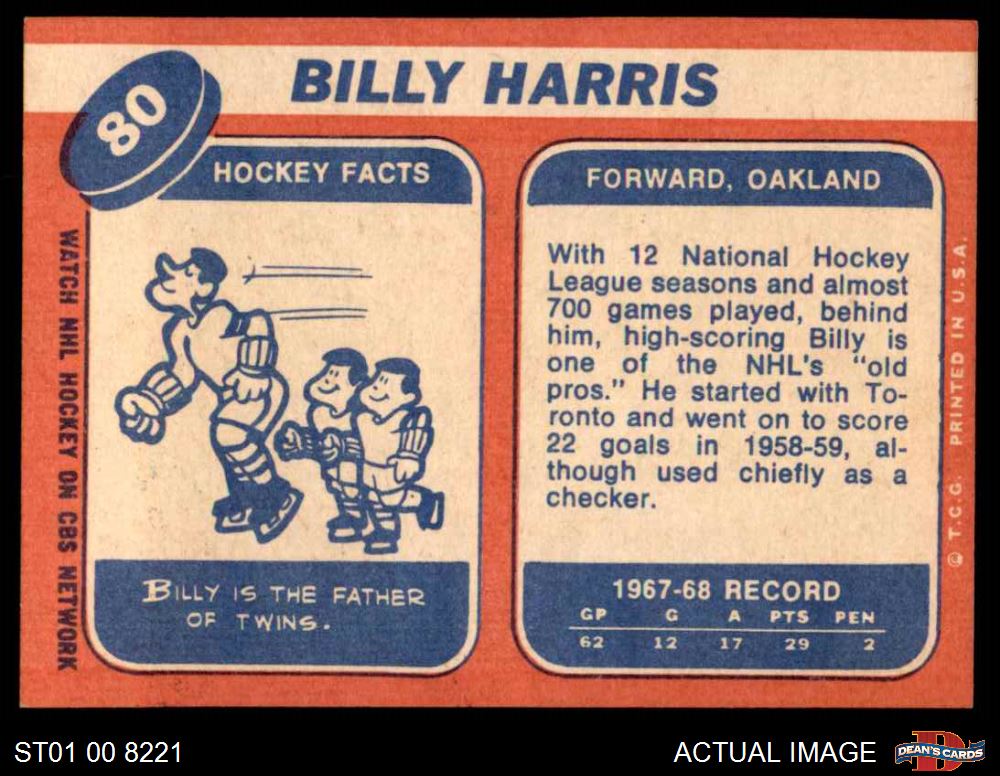 80
BILLY HARRIS
HOCKEY FACTS
BILLY IS THE FATHER
OF TWINS.
FORWARD, OAKLAND
With 12 National Hockey
League seasons and almost
700 games played, behind
him, high-scoring Billy is
one of the NHL's "old
pros." He started with To-
ronto and went on to score
22 goals in 1958-59, al-
though used chiefly as a
checker.
1967-68 RECORD
GP G A PTS PEN
62 12 17 29 2
WATCH NHL HOCKEY ON CBS NETWORK
© T.C.G. PRINTED IN U.S.A.
ST01 00 8221
ACTUAL IMAGE
D
DEAN'S CARDS